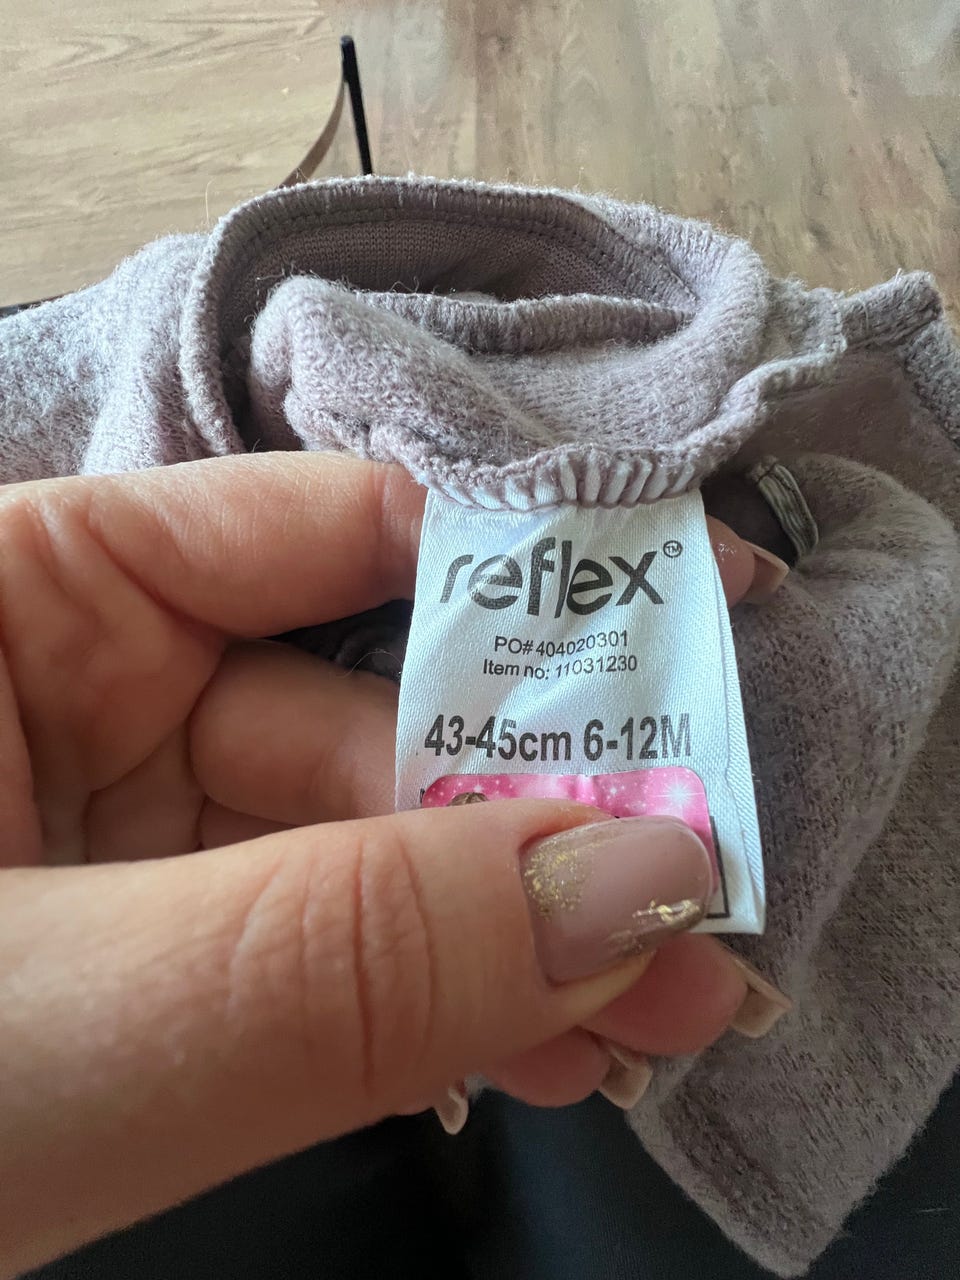 reflex™
PO#404020301
Item no: 11031230
43-45cm 6-12M